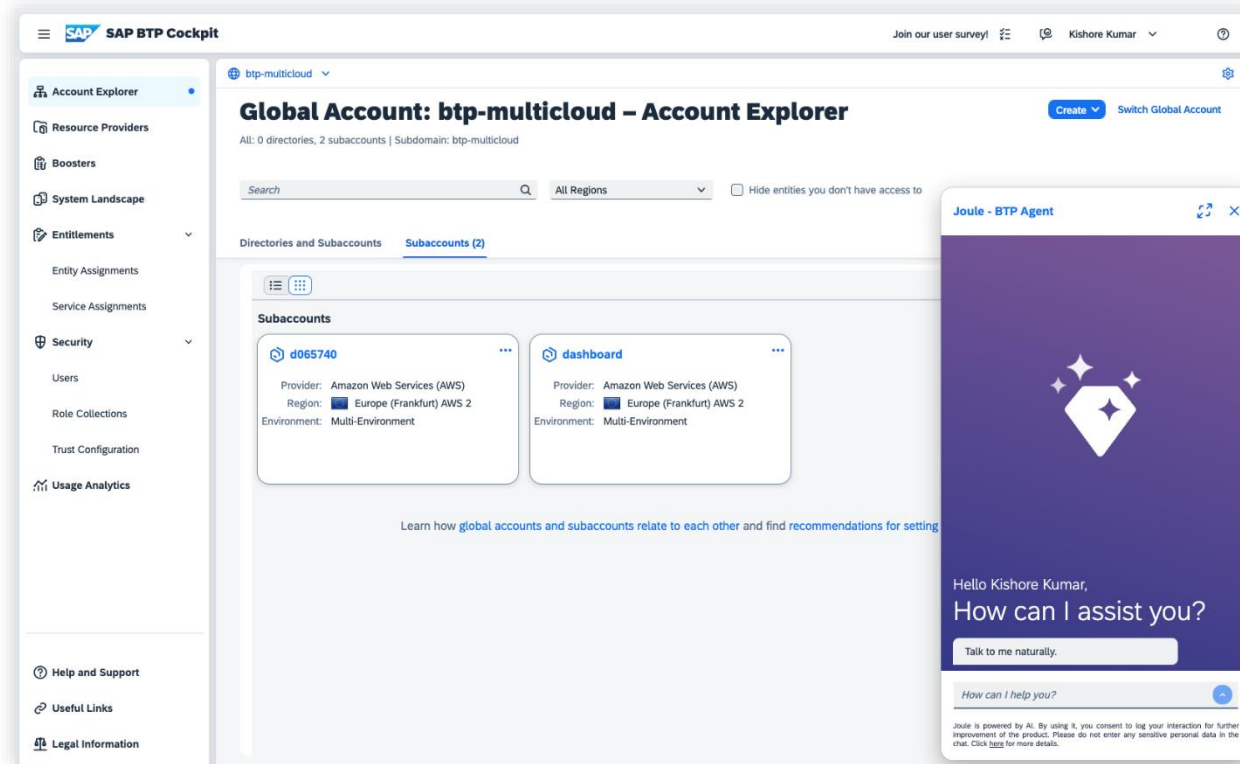 SAP SAP BTP Cockpit
Join our user survey! Kishore Kumar
Account Explorer
Resource Providers
Boosters
System Landscape
Entitlements
Entity Assignments
Service Assignments
Security
Users
Role Collections
Trust Configuration
Usage Analytics
Help and Support
Useful Links
Legal Information
btp-multicloud
Global Account: btp-multicloud – Account Explorer
Create Switch Global Account
All: 0 directories, 2 subaccounts | Subdomain: btp-multicloud
Search All Regions Hide entities you don't have access to
Directories and Subaccounts Subaccounts (2)
Subaccounts
d065740
Provider: Amazon Web Services (AWS)
Region: Europe (Frankfurt) AWS 2
Environment: Multi-Environment
dashboard
Provider: Amazon Web Services (AWS)
Region: Europe (Frankfurt) AWS 2
Environment: Multi-Environment
Learn how global accounts and subaccounts relate to each other and find recommendations for setting
Joule - BTP Agent
Hello Kishore Kumar,
How can I assist you?
Talk to me naturally.
How can I help you?
Joule is powered by AI. By using it, you consent to log your interaction for further
improvement of the product. Please do not enter any sensitive personal data in the
chat. Click here for more details.